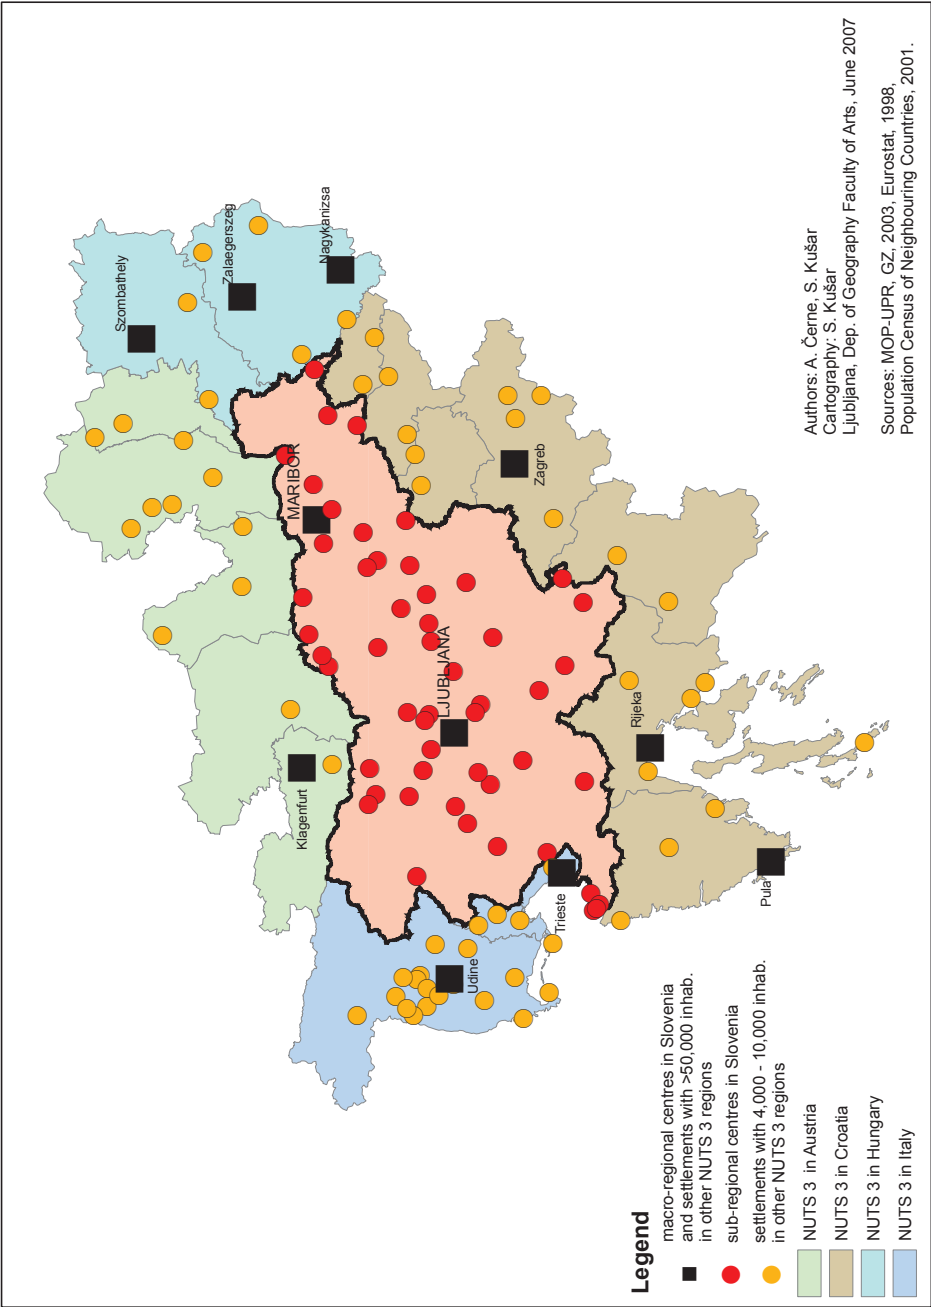 Szombathely
Zalaegerszeg
Nagykanizsa
MARIBOR
Klagenfurt
LJUBLJANA
Zagreb
Udine
Trieste
Rijeka
Pula
Legend
macro-regional centres in Slovenia
and settlements with >50,000 inhab.
in other NUTS 3 regions
sub-regional centres in Slovenia
settlements with 4,000 - 10,000 inhab.
in other NUTS 3 regions
NUTS 3 in Austria
NUTS 3 in Croatia
NUTS 3 in Hungary
NUTS 3 in Italy
Authors: A. Černe, S. Kušar
Cartography: S. Kušar
Ljubljana, Dep. of Geography Faculty of Arts, June 2007
Sources: MOP-UPR, GZ, 2003, Eurostat, 1998,
Population Census of Neighbouring Countries, 2001.